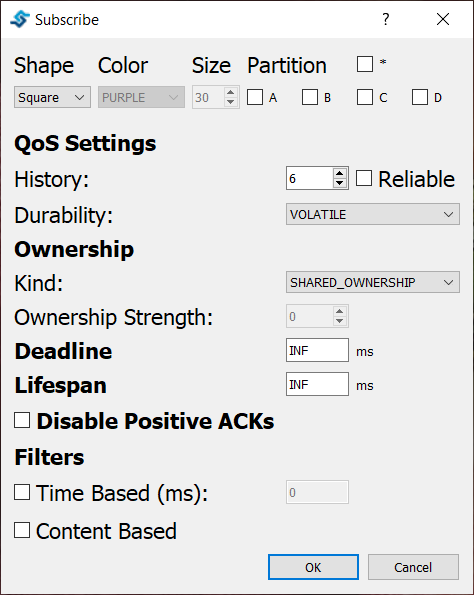 Subscribe ?
Shape Color Size Partition *
Square PURPLE 30 A B C D
QoS Settings
History: 6 Reliable
Durability: VOLATILE
Ownership
Kind: SHARED_OWNERSHIP
Ownership Strength: 0
Deadline INF ms
Lifespan INF ms
Disable Positive ACKs
Filters
Time Based (ms): 0
Content Based
OK Cancel